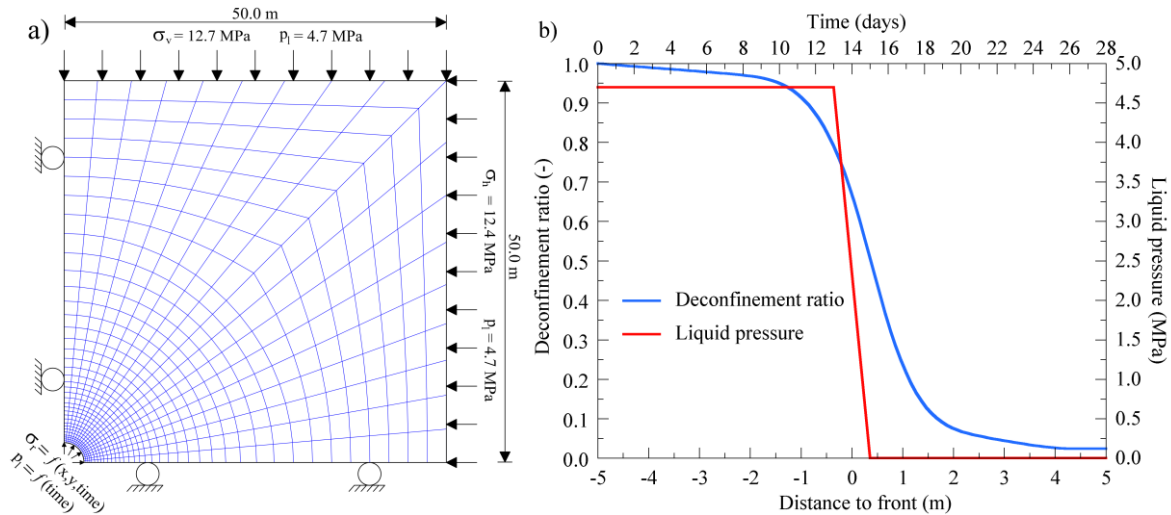 a)
50.0 m
σv = 12.7 MPa pl = 4.7 MPa
σh = 12.4 MPa
50.0 m
pl = 4.7 MPa
σr = f(x,y,time)
pl = f(time)
b)
Time (days)
0 2 4 6 8 10 12 13 14 15 16 18 20 22 24 26 28
1.0
0.9
0.8
0.7
0.6
0.5
0.4
0.3
0.2
0.1
0.0
Deconfinement ratio (-)
5.0
4.5
4.0
3.5
3.0
2.5
2.0
1.5
1.0
0.5
0.0
Liquid pressure (MPa)
Deconfinement ratio
Liquid pressure
-5 -4 -3 -2 -1 0 1 2 3 4 5
Distance to front (m)